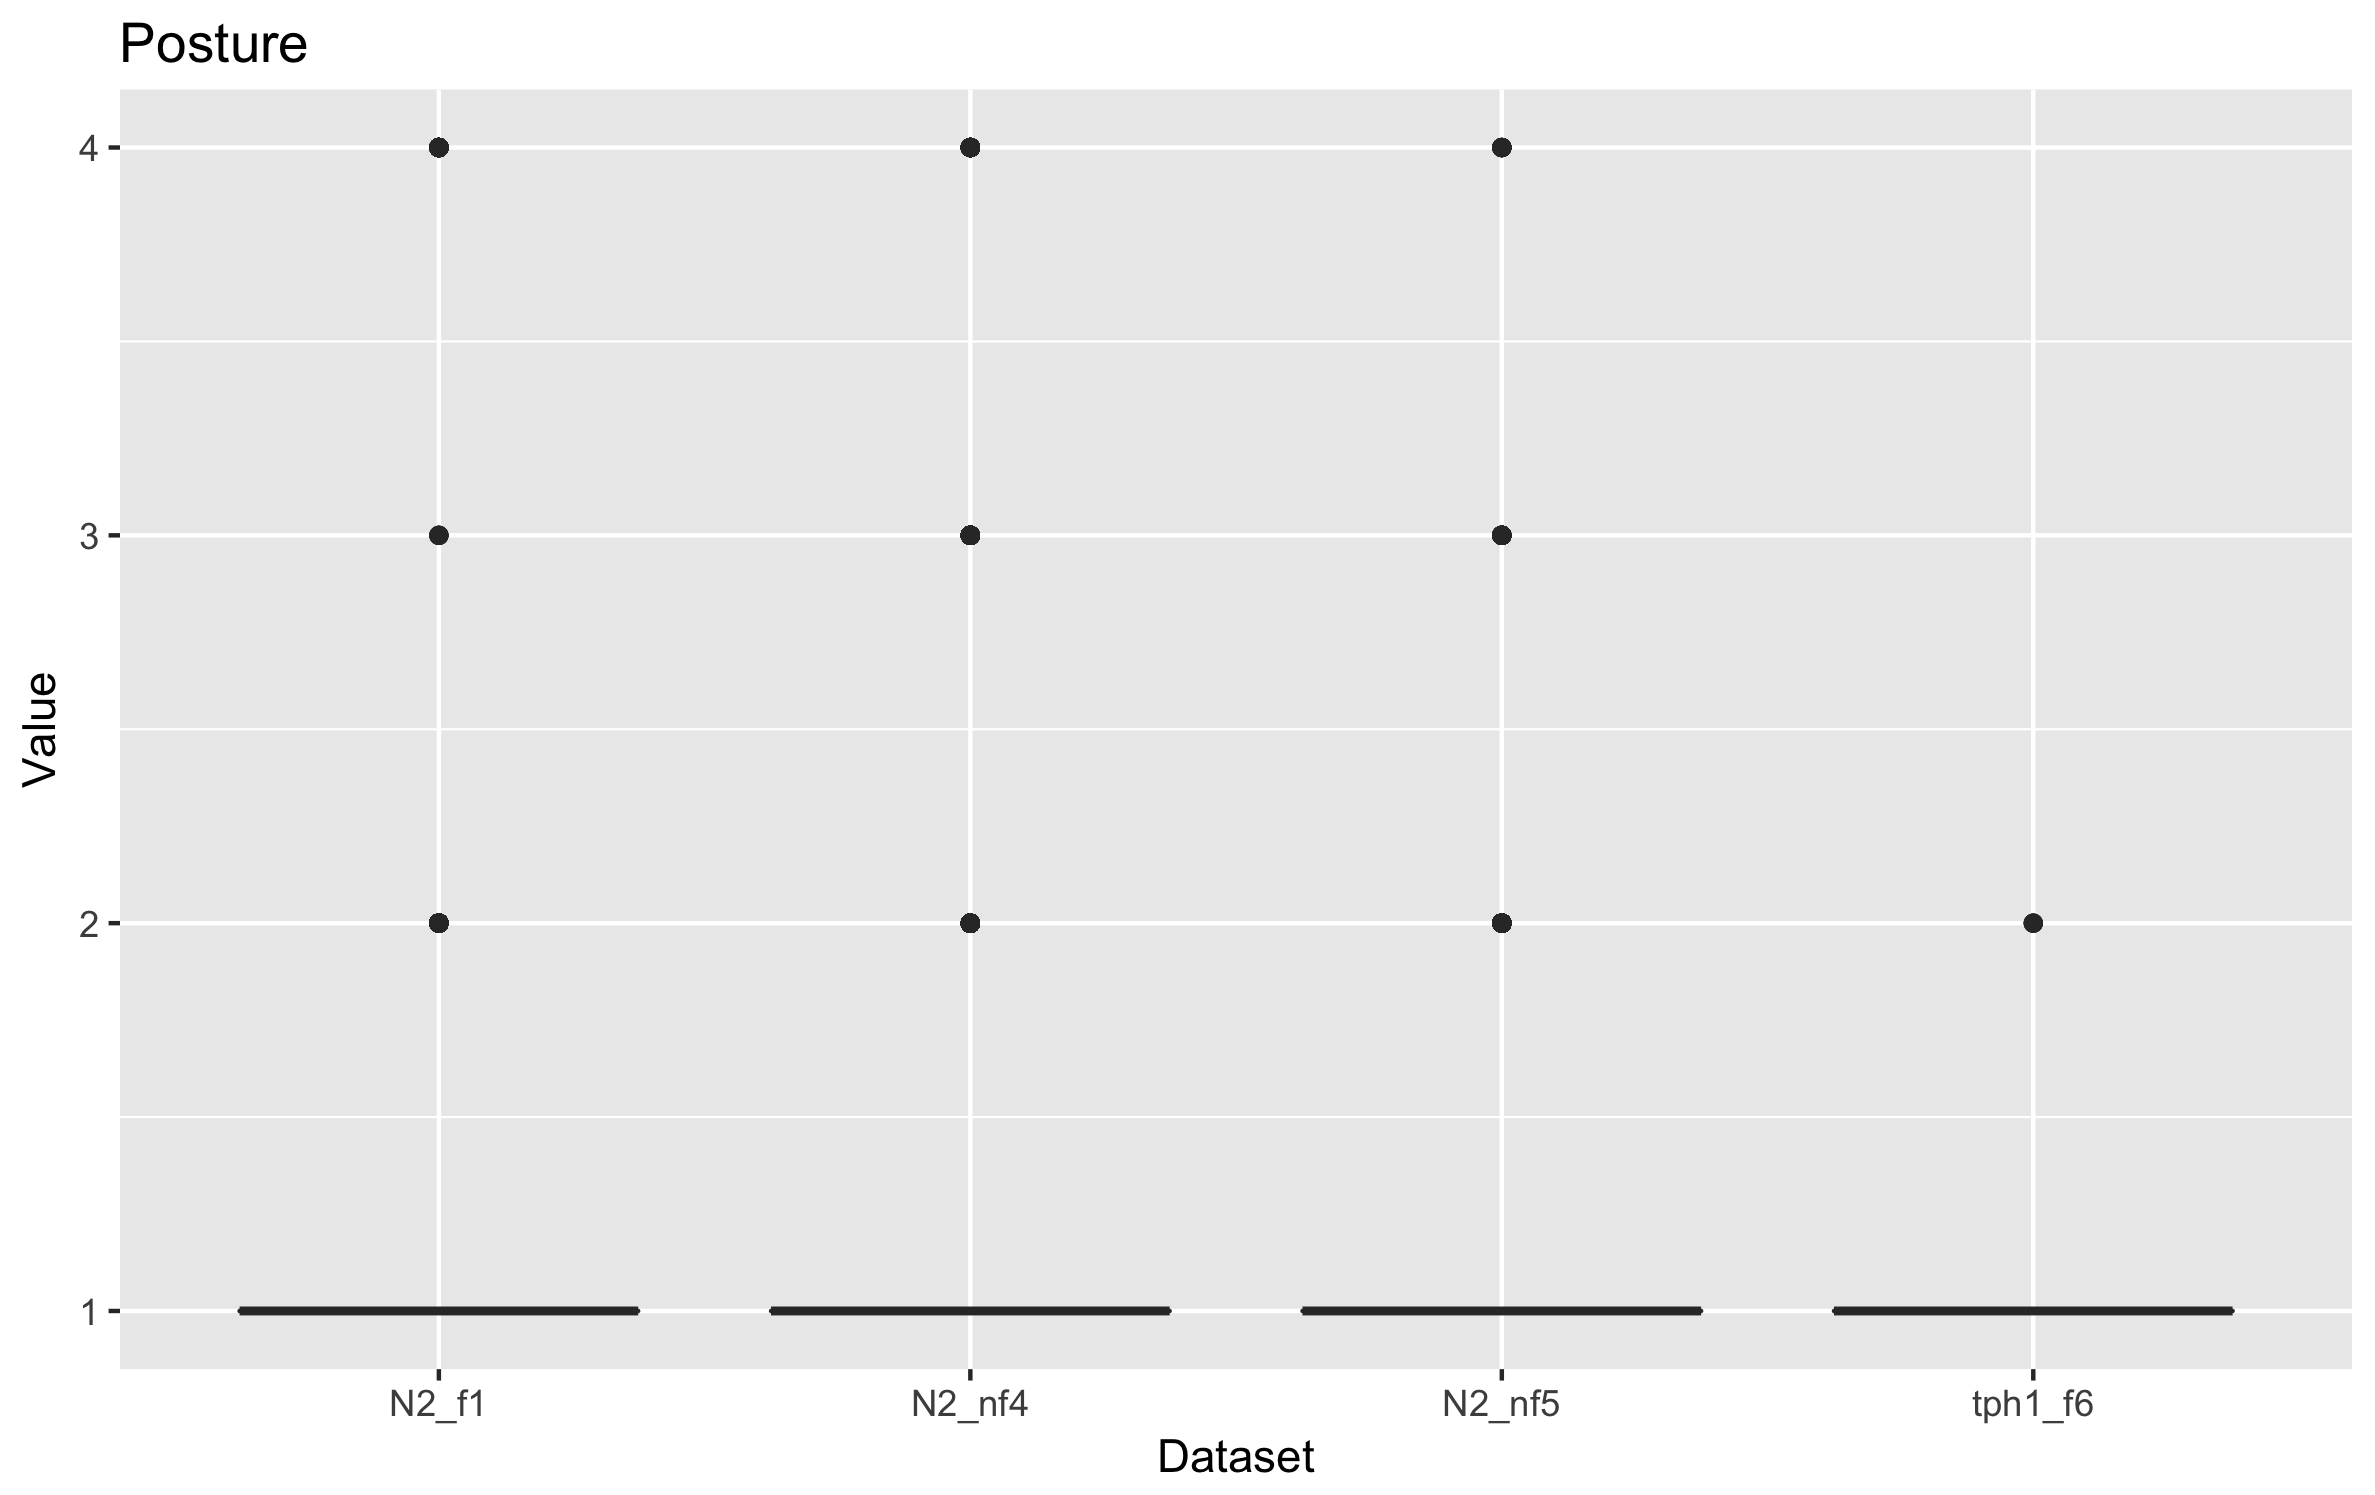 Posture
Value
4
3
2
1
N2_f1 N2_nf4 N2_nf5 tph1_f6
Dataset